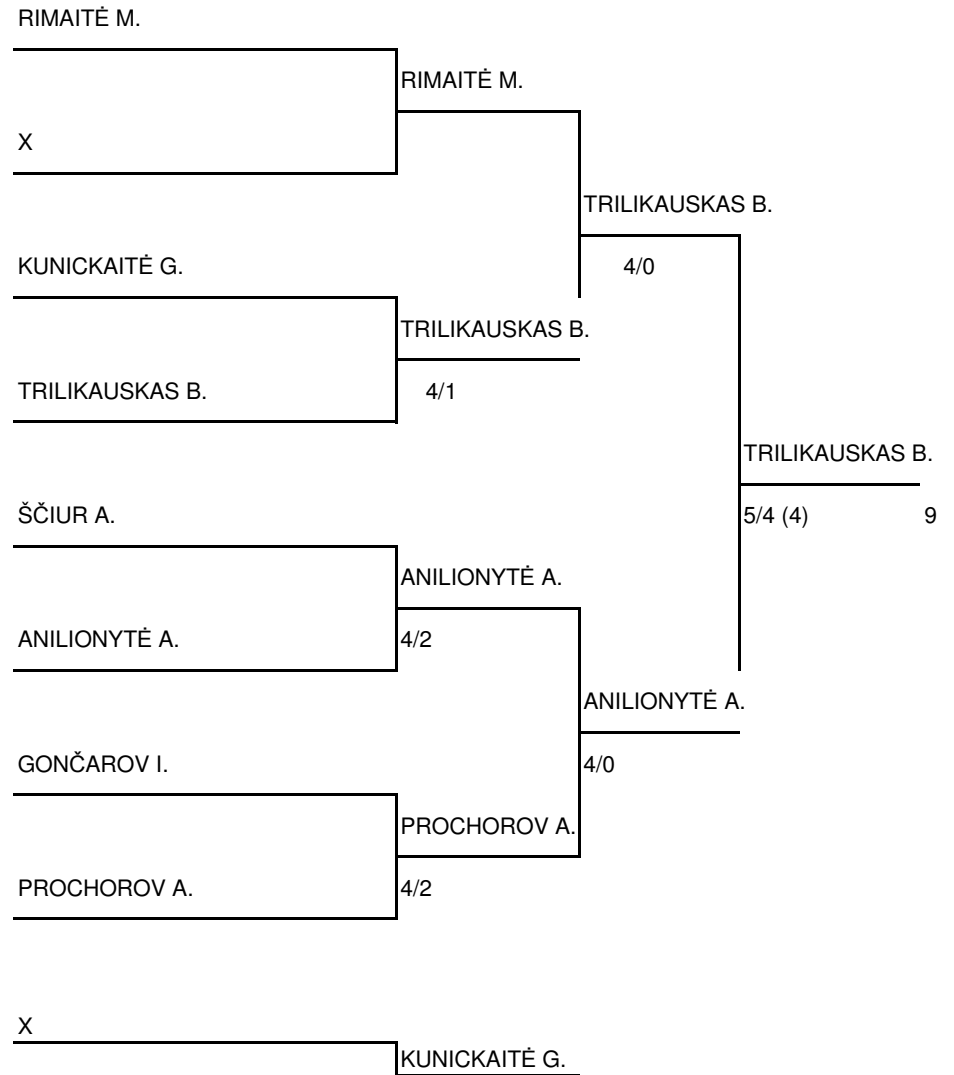 RIMAITĖ M.
RIMAITĖ M.
X
TRILIKAUSKAS B.
KUNICKAITĖ G.
4/0
TRILIKAUSKAS B.
TRILIKAUSKAS B.
4/1
TRILIKAUSKAS B.
ŠČIUR A.
5/4 (4)
9
ANILIONYTĖ A.
ANILIONYTĖ A.
4/2
ANILIONYTĖ A.
GONČAROV I.
4/0
PROCHOROV A.
PROCHOROV A.
4/2
X
KUNICKAITĖ G.